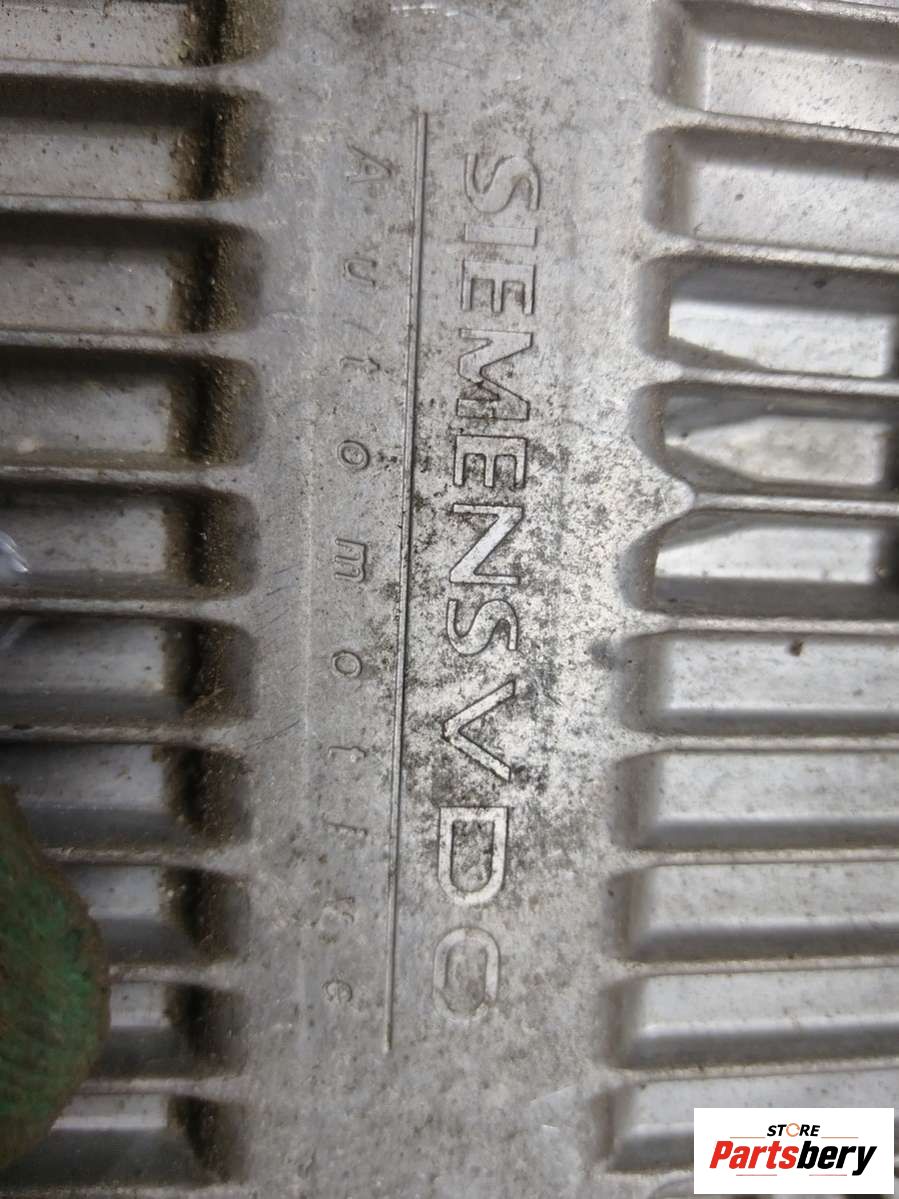 SIEMENS VDO
Automotive
STORE
Partsbery